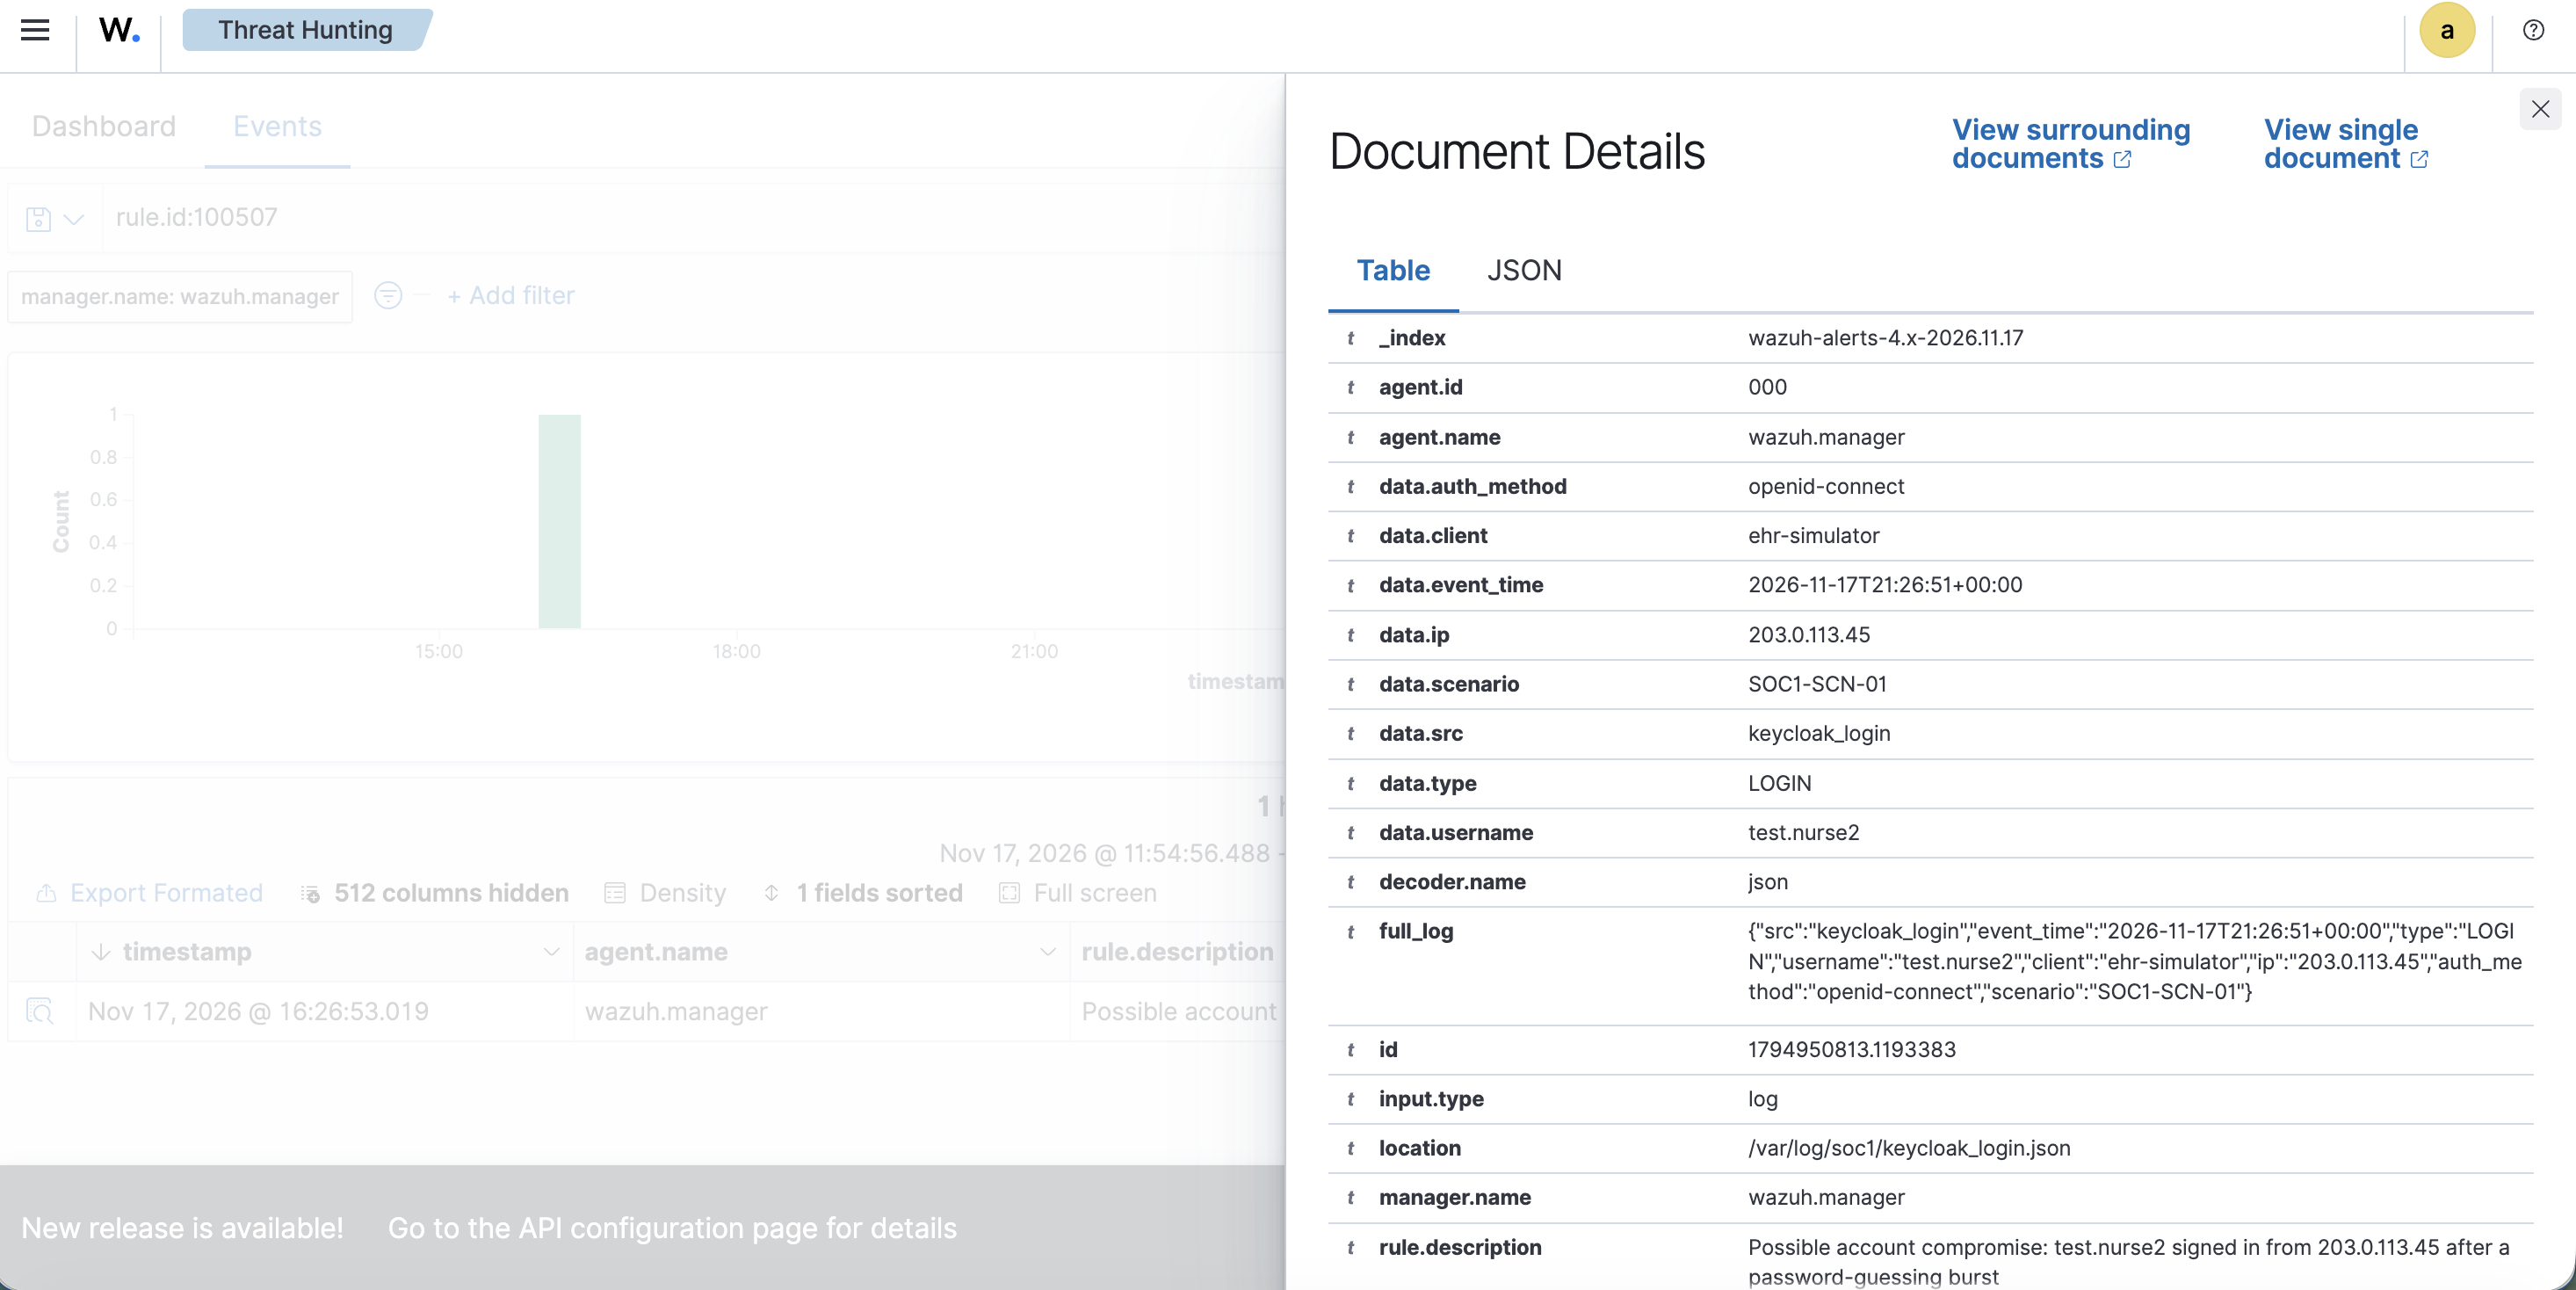 W.
Threat Hunting
a
Dashboard
Events
rule.id:100507
manager.name: wazuh.manager
+ Add filter
Count
1
0.8
0.6
0.4
0.2
0
15:00
18:00
21:00
1
Nov 17, 2026 @ 11:54:56.488 -
Export Formated
512 columns hidden
Density
1 fields sorted
Full screen
timestamp
agent.name
rule.description
Nov 17, 2026 @ 16:26:53.019
wazuh.manager
Possible account
New release is available!
Go to the API configuration page for details
Document Details
View surrounding
documents
View single
document
Table
JSON
t _index wazuh-alerts-4.x-2026.11.17
t agent.id 000
t agent.name wazuh.manager
t data.auth_method openid-connect
t data.client ehr-simulator
t data.event_time 2026-11-17T21:26:51+00:00
t data.ip 203.0.113.45
t data.scenario SOC1-SCN-01
t data.src keycloak_login
t data.type LOGIN
t data.username test.nurse2
t decoder.name json
t full_log {"src":"keycloak_login","event_time":"2026-11-17T21:26:51+00:00","type":"LOGI
N","username":"test.nurse2","client":"ehr-simulator","ip":"203.0.113.45","auth_me
thod":"openid-connect","scenario":"SOC1-SCN-01"}
t id 1794950813.1193383
t input.type log
t location /var/log/soc1/keycloak_login.json
t manager.name wazuh.manager
t rule.description Possible account compromise: test.nurse2 signed in from 203.0.113.45 after a
password-guessing burst